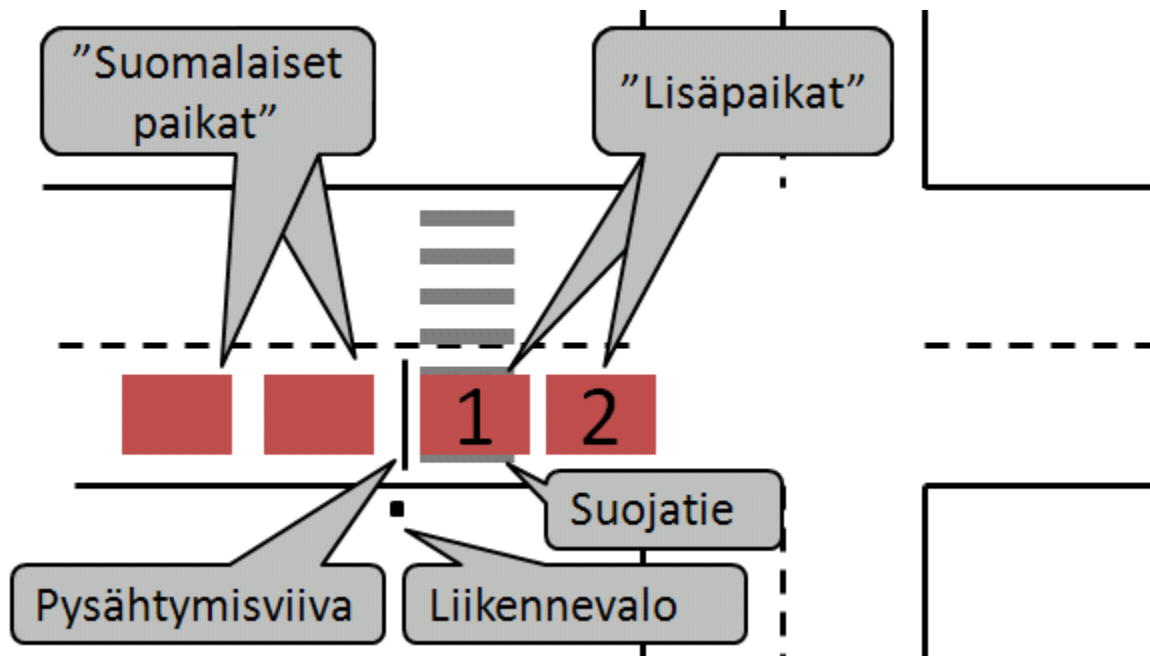 ”Suomalaiset
paikat”
”Lisäpaikat”
1
2
Suojatie
Pysähtymisviiva
Liikennevalo